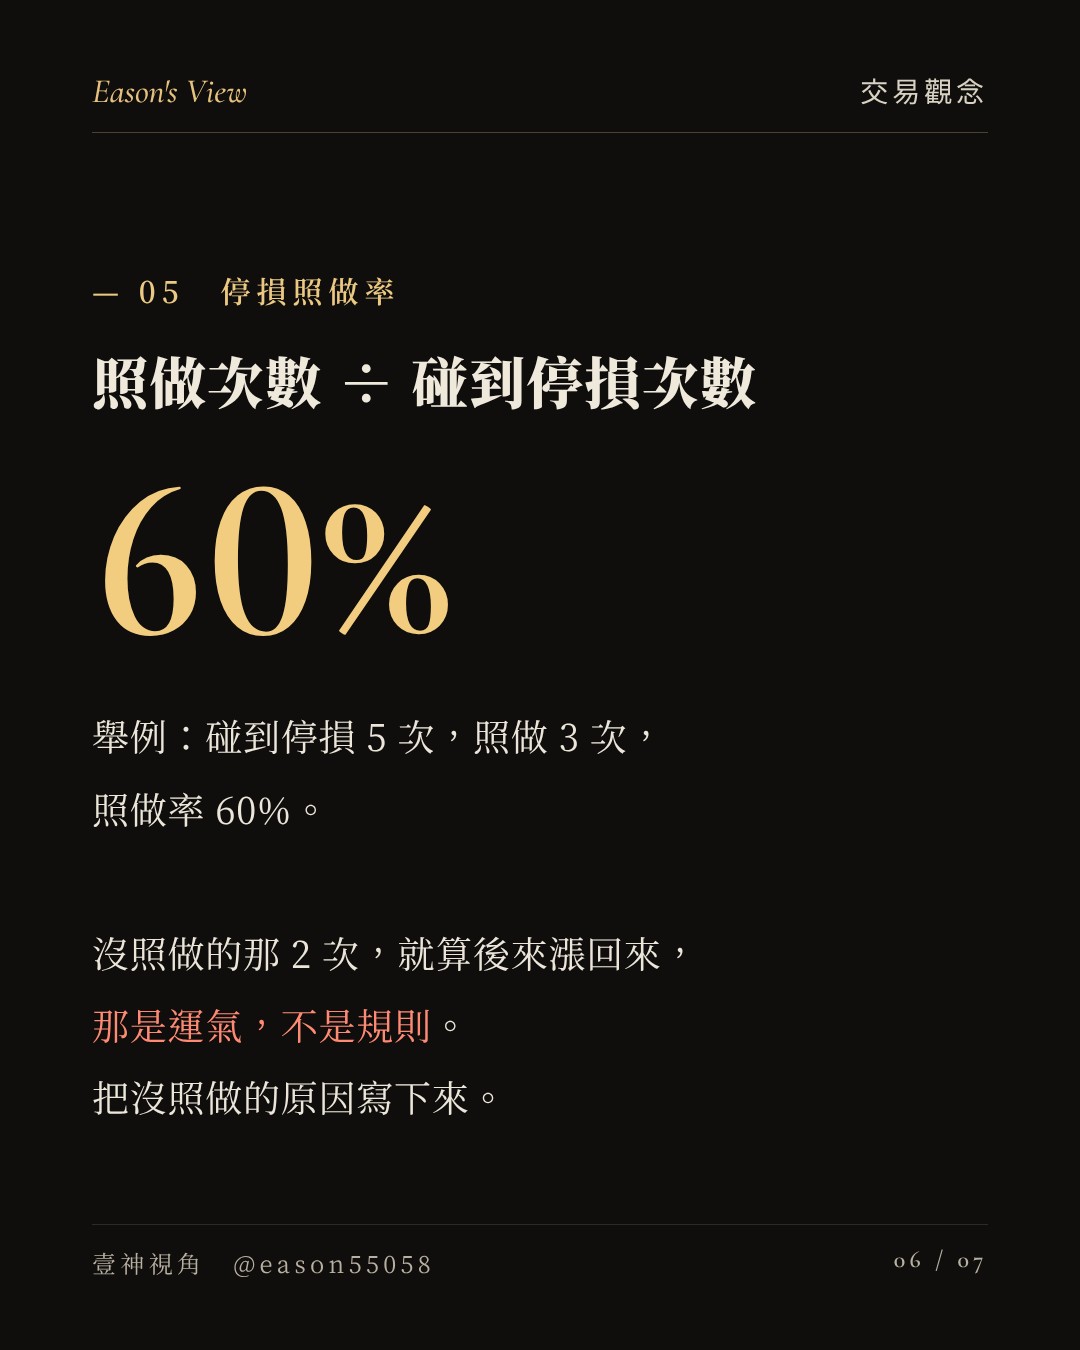 Eason's View
交易觀念
— 05 停損照做率
照做次數 ÷ 碰到停損次數
60%
舉例：碰到停損 5 次，照做 3 次，
照做率 60%。
沒照做的那 2 次，就算後來漲回來，
那是運氣，不是規則。
把沒照做的原因寫下來。
壹神視角 @eason55058
06 / 07